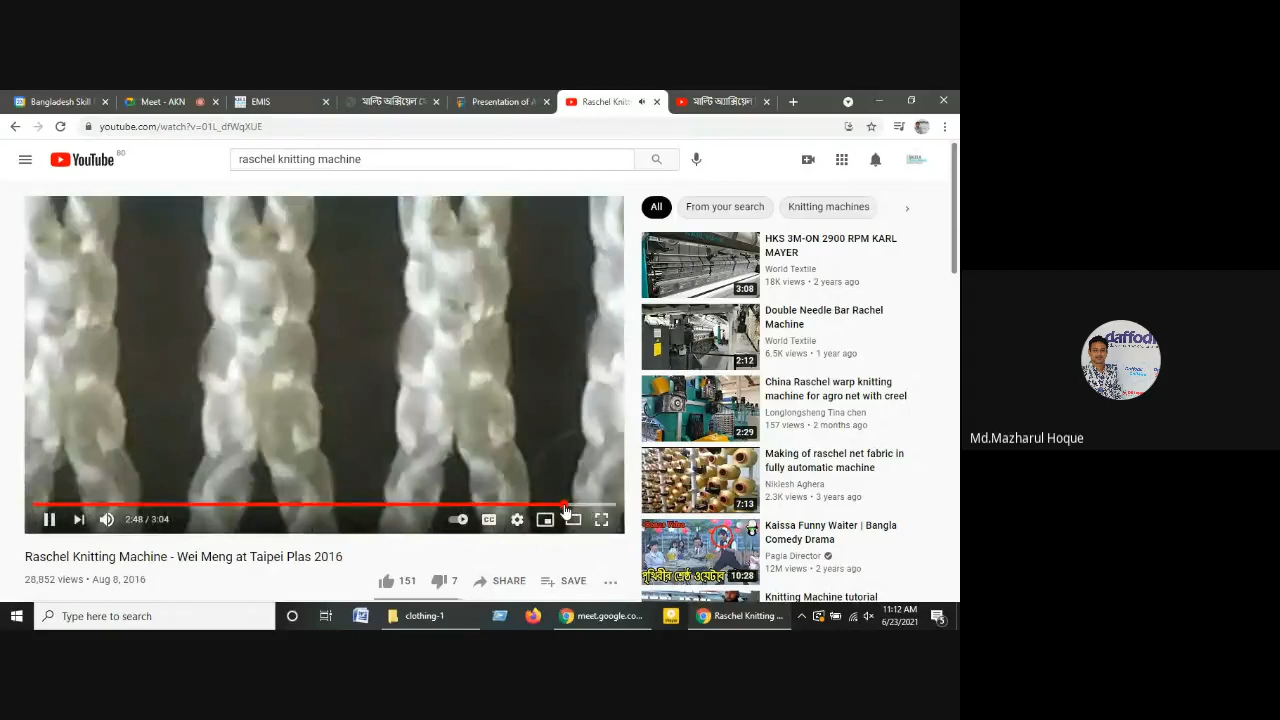 Bangladesh Skill
Meet - AKN
EMIS
মাল্টি অক্সিয়েল
Presentation of A
Raschel Knitt
মাল্টি অ্যাক্সিয়েল
youtube.com/watch?v=01L_dfWqXUE
YouTube BD
raschel knitting machine
All
From your search
Knitting machines
HKS 3M-ON 2900 RPM KARL
MAYER
World Textile
18K views • 2 years ago
3:08
Double Needle Bar Rachel
Machine
World Textile
6.5K views • 1 year ago
2:12
China Raschel warp knitting
machine for agro net with creel
Longlongsheng Tina chen
157 views • 2 months ago
2:29
Making of raschel net fabric in
fully automatic machine
Niklesh Aghera
2.3K views • 3 years ago
7:13
Kaissa Funny Waiter | Bangla
Comedy Drama
Pagla Director
12M views • 2 years ago
10:28
Knitting Machine tutorial
2:48 / 3:04
CC
Raschel Knitting Machine - Wei Meng at Taipei Plas 2016
28,852 views • Aug 8, 2016
151
7
SHARE
SAVE
Type here to search
clothing-1
meet.google.co...
Raschel Knitting ...
11:12 AM
6/23/2021
5
daffodi
Md.Mazharul Hoque